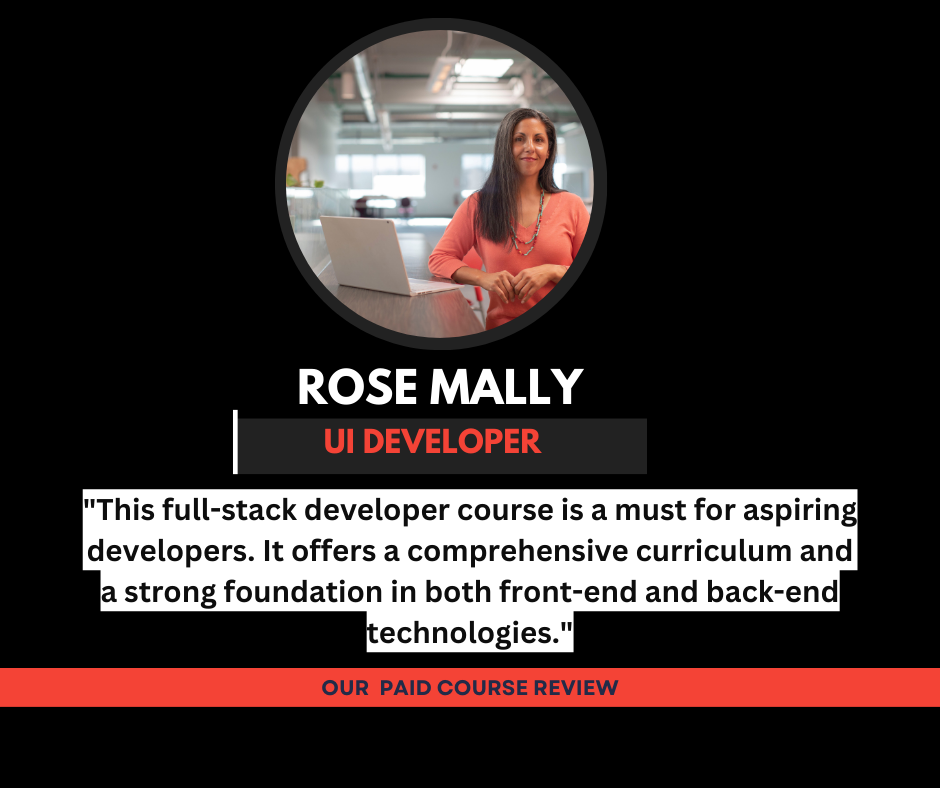 ROSE MALLY
UI DEVELOPER
"This full-stack developer course is a must for aspiring
developers. It offers a comprehensive curriculum and
a strong foundation in both front-end and back-end
technologies."
OUR PAID COURSE REVIEW